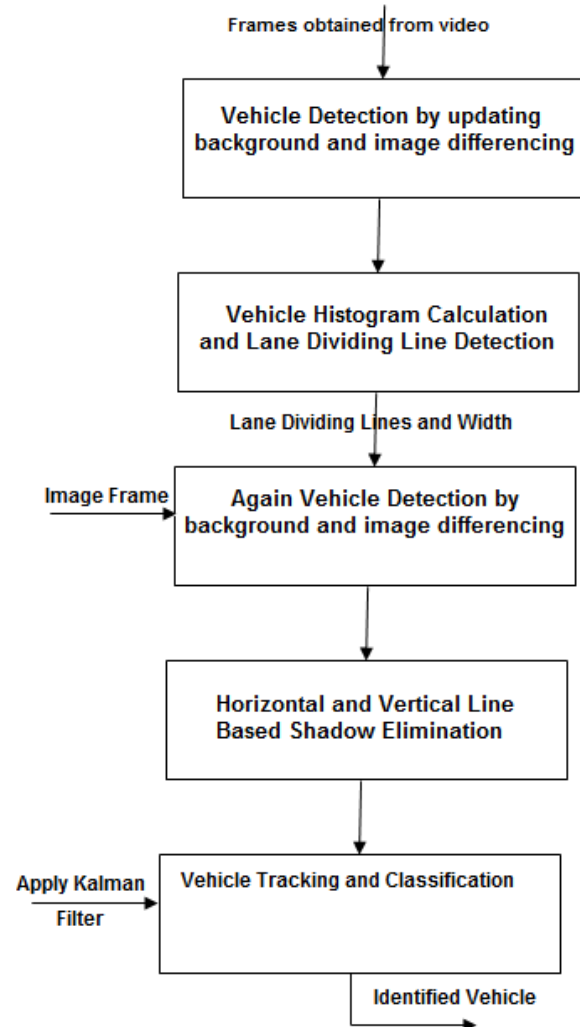 Frames obtained from video
Vehicle Detection by updating
background and image differencing
Vehicle Histogram Calculation
and Lane Dividing Line Detection
Lane Dividing Lines and Width
Image Frame
Again Vehicle Detection by
background and image differencing
Horizontal and Vertical Line
Based Shadow Elimination
Apply Kalman
Filter
Vehicle Tracking and Classification
Identified Vehicle